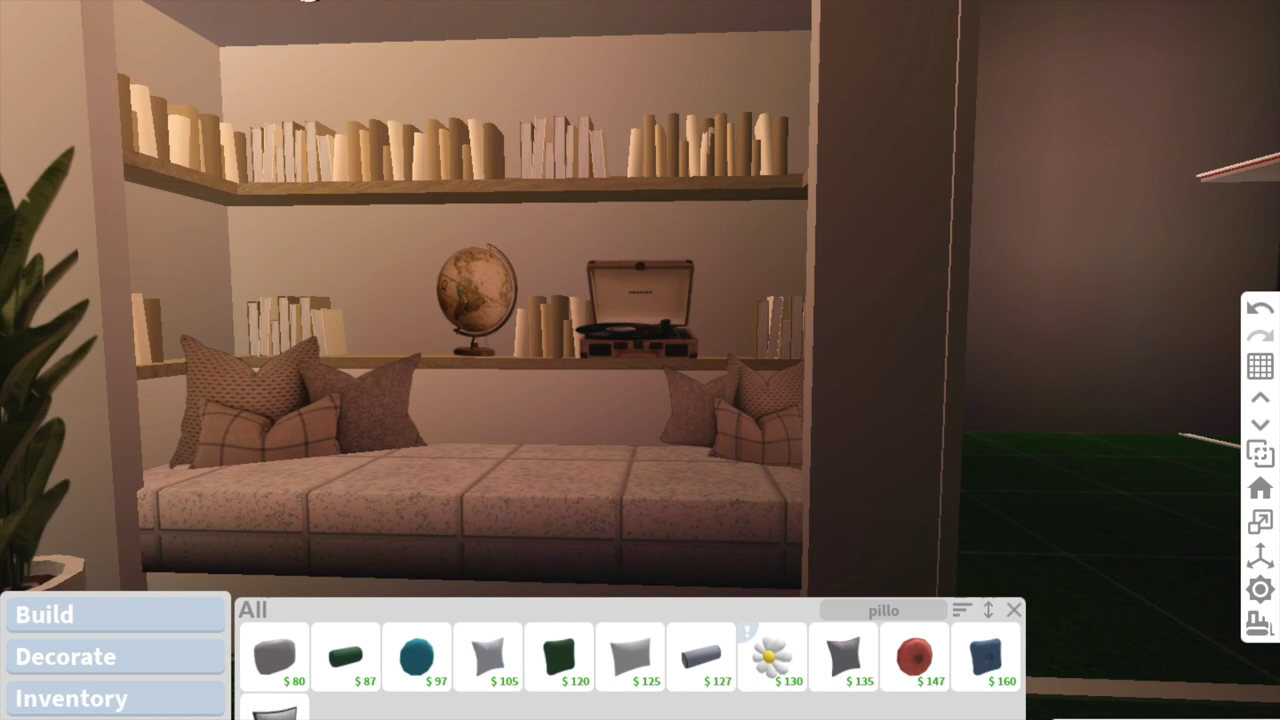 Build
Decorate
Inventory
All
pillo
$ 80
$ 87
$ 97
$ 105
$ 120
$ 125
$ 127
!
$ 130
$ 135
$ 147
$ 160